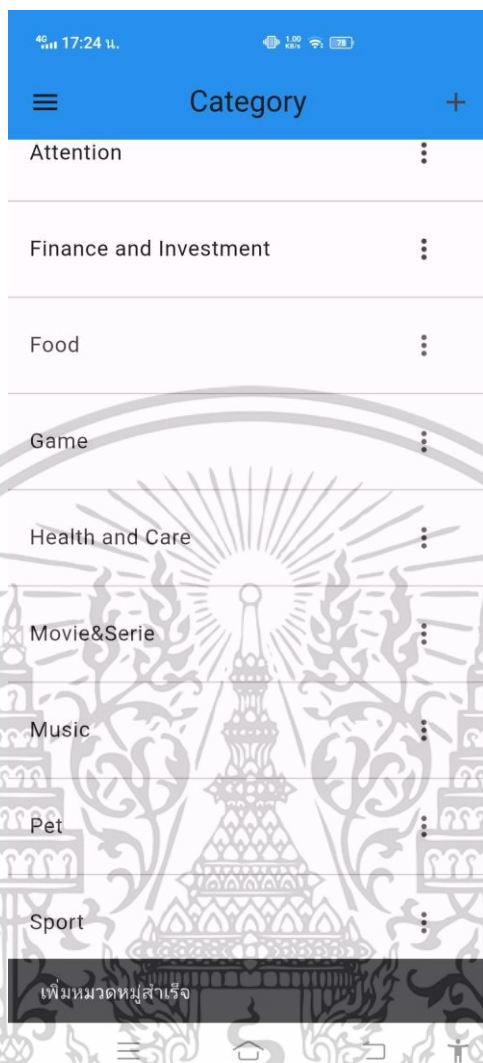 4G 17:24 น. 1.00 KB/s 78
Category
Attention
Finance and Investment
Food
Game
Health and Care
Movie&Serie
Music
Pet
Sport
เพิ่มหมวดหมู่สำเร็จ